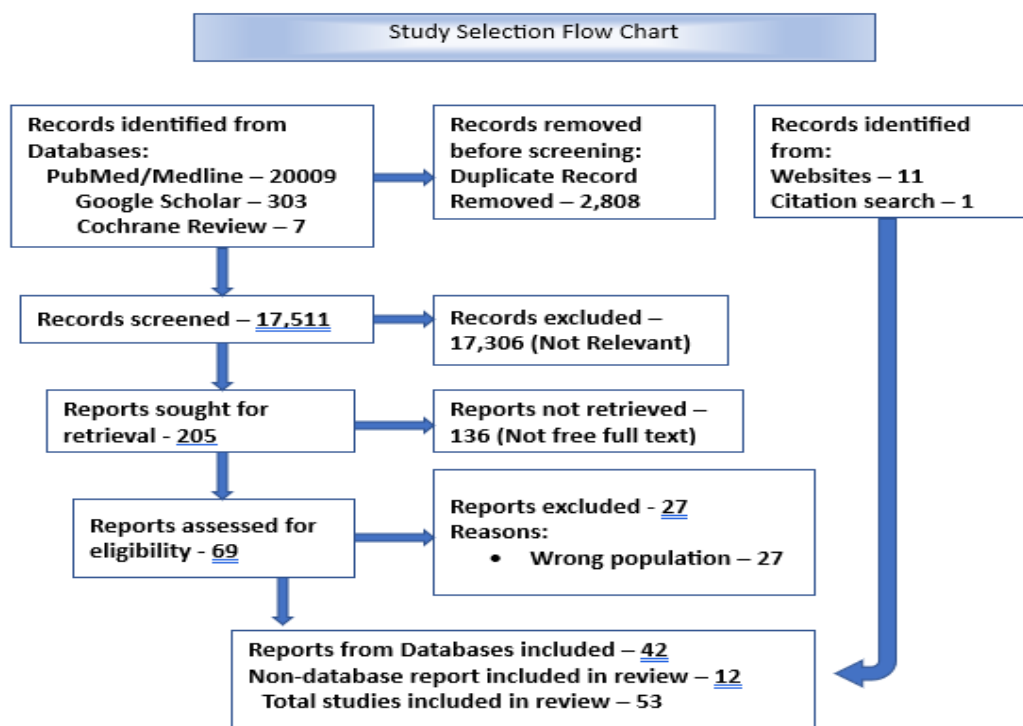 Study Selection Flow Chart
Records identified from
Databases:
PubMed/Medline – 20009
Google Scholar – 303
Cochrane Review – 7
Records removed
before screening:
Duplicate Record
Removed – 2,808
Records identified
from:
Websites – 11
Citation search – 1
Records screened – 17,511
Records excluded –
17,306 (Not Relevant)
Reports sought for
retrieval - 205
Reports not retrieved –
136 (Not free full text)
Reports assessed for
eligibility - 69
Reports excluded - 27
Reasons:
• Wrong population – 27
Reports from Databases included – 42
Non-database report included in review – 12
Total studies included in review – 53